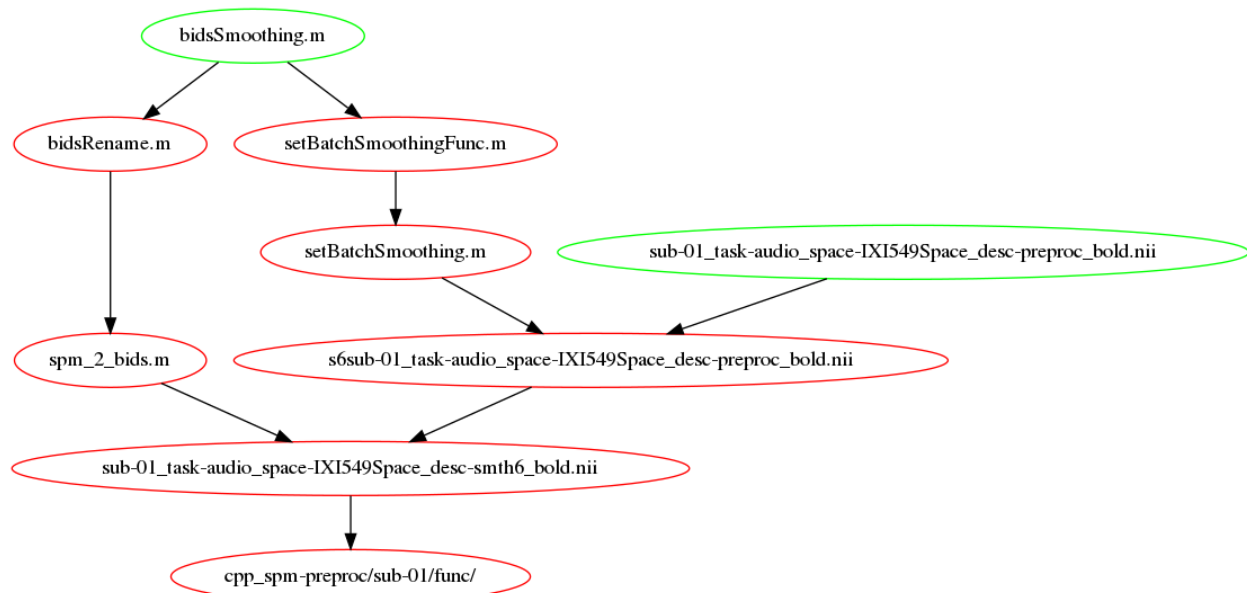 bidsSmoothing.m
bidsRename.m
setBatchSmoothingFunc.m
setBatchSmoothing.m
sub-01_task-audio_space-IXI549Space_desc-preproc_bold.nii
spm_2_bids.m
s6sub-01_task-audio_space-IXI549Space_desc-preproc_bold.nii
sub-01_task-audio_space-IXI549Space_desc-smth6_bold.nii
cpp_spm-preproc/sub-01/func/